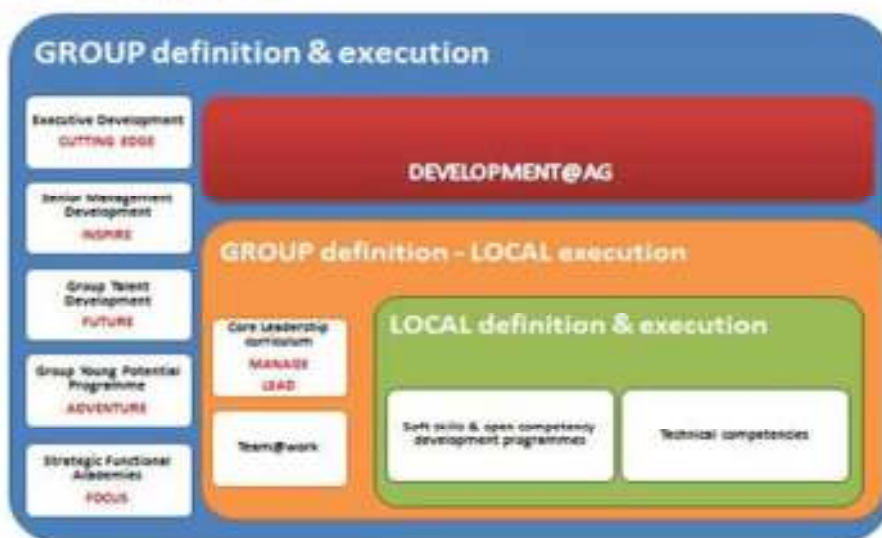 GROUP definition & execution
Executive Development
CUTTING EDGE
Senior Management
Development
INSPIRE
Group Talent
Development
FUTURE
Group Young Potential
Programme
ADVENTURE
Strategic Functional
Academies
FOCUS
DEVELOPMENT@AG
GROUP definition - LOCAL execution
Core Leadership
curriculum
MANAGE
LEAD
Team@work
LOCAL definition & execution
Soft skills & open competency
development programmes
Technical competencies